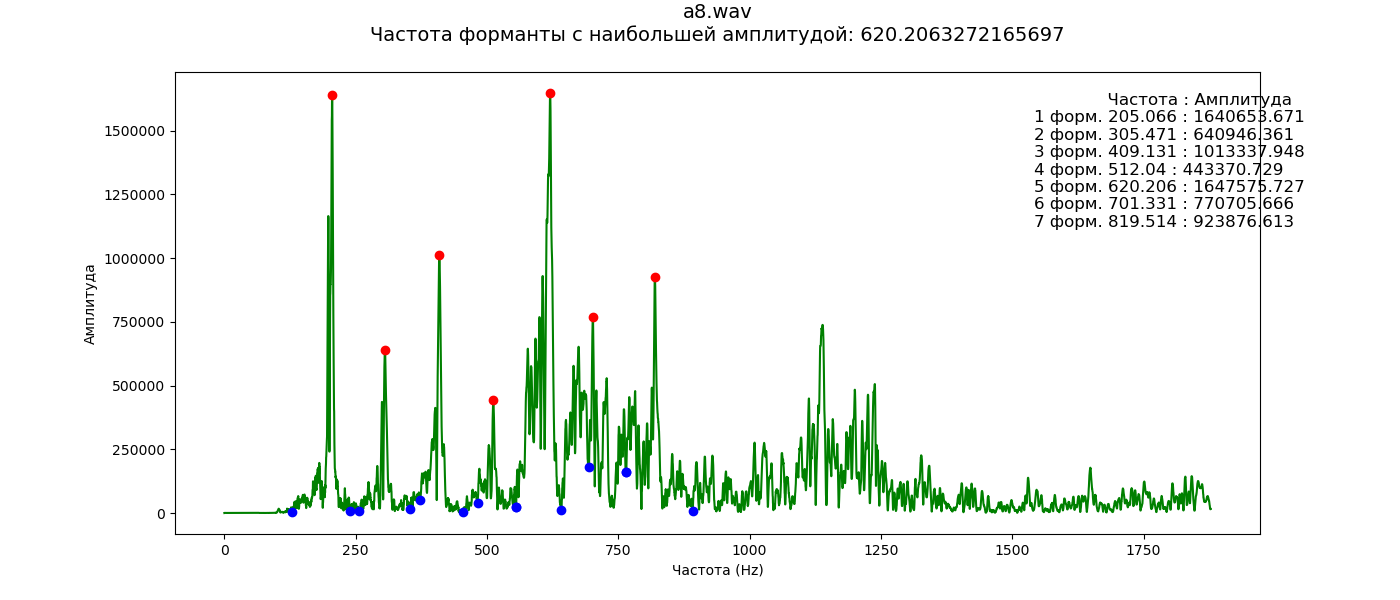 a8.wav
Частота форманты с наибольшей амплитудой: 620.2063272165697
Частота : Амплитуда
1 форм. 205.066 : 1640653.671
2 форм. 305.471 : 640946.361
3 форм. 409.131 : 1013337.948
4 форм. 512.04 : 443370.729
5 форм. 620.206 : 1647575.727
6 форм. 701.331 : 770705.666
7 форм. 819.514 : 923876.613
Амплитуда
1500000
1250000
1000000
750000
500000
250000
0
0 250 500 750 1000 1250 1500 1750
Частота (Hz)